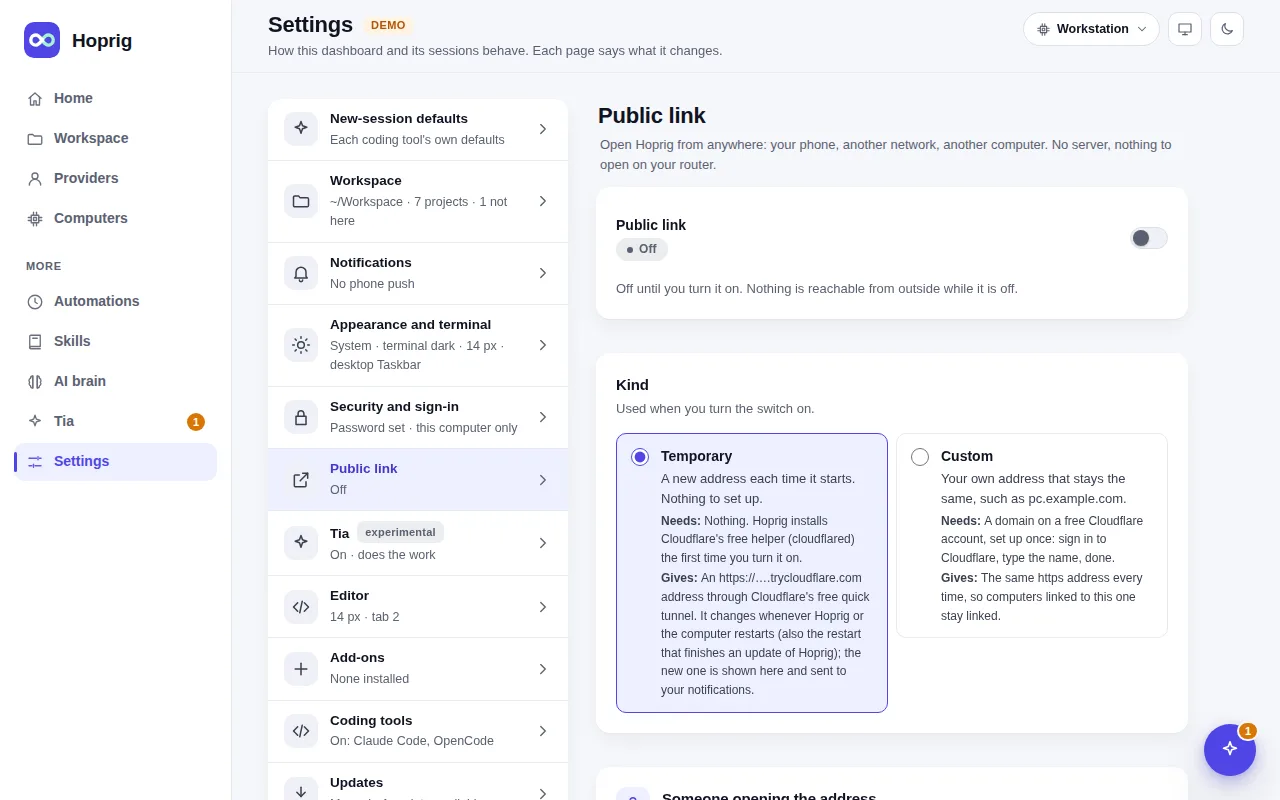 Hoprig
Home
Workspace
Providers
Computers
MORE
Automations
Skills
AI brain
Tia 1
Settings
Settings DEMO
How this dashboard and its sessions behave. Each page says what it changes.
Workstation
New-session defaults
Each coding tool's own defaults
Workspace
~/Workspace · 7 projects · 1 not
here
Notifications
No phone push
Appearance and terminal
System · terminal dark · 14 px ·
desktop Taskbar
Security and sign-in
Password set · this computer only
Public link
Off
Tia experimental
On · does the work
Editor
14 px · tab 2
Add-ons
None installed
Coding tools
On: Claude Code, OpenCode
Updates
Public link
Open Hoprig from anywhere: your phone, another network, another computer. No server, nothing to
open on your router.
Public link
Off
Off until you turn it on. Nothing is reachable from outside while it is off.
Kind
Used when you turn the switch on.
Temporary
A new address each time it starts.
Nothing to set up.
Needs: Nothing. Hoprig installs
Cloudflare's free helper (cloudflared)
the first time you turn it on.
Gives: An https://….trycloudflare.com
address through Cloudflare's free quick
tunnel. It changes whenever Hoprig or
the computer restarts (also the restart
that finishes an update of Hoprig); the
new one is shown here and sent to
your notifications.
Custom
Your own address that stays the
same, such as pc.example.com.
Needs: A domain on a free Cloudflare
account, set up once: sign in to
Cloudflare, type the name, done.
Gives: The same https address every
time, so computers linked to this one
stay linked.
Someone opening the address
1